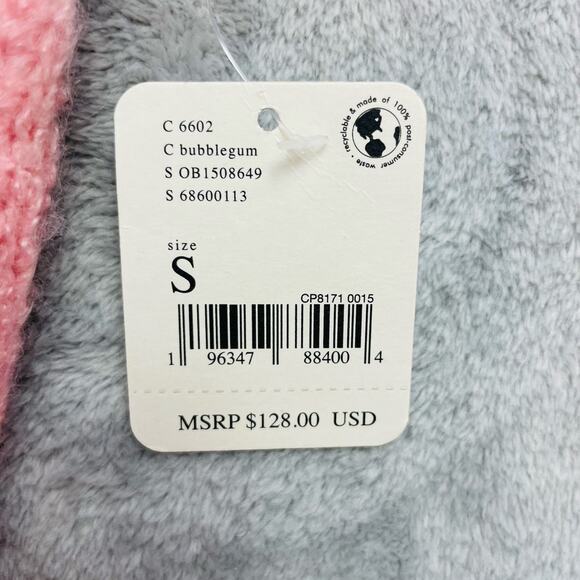 C 6602
C bubblegum
S OB1508649
S 68600113
recyclable & made of 100% post-consumer waste •
size
S
CP8171 0015
1 96347 88400 4
MSRP $128.00 USD